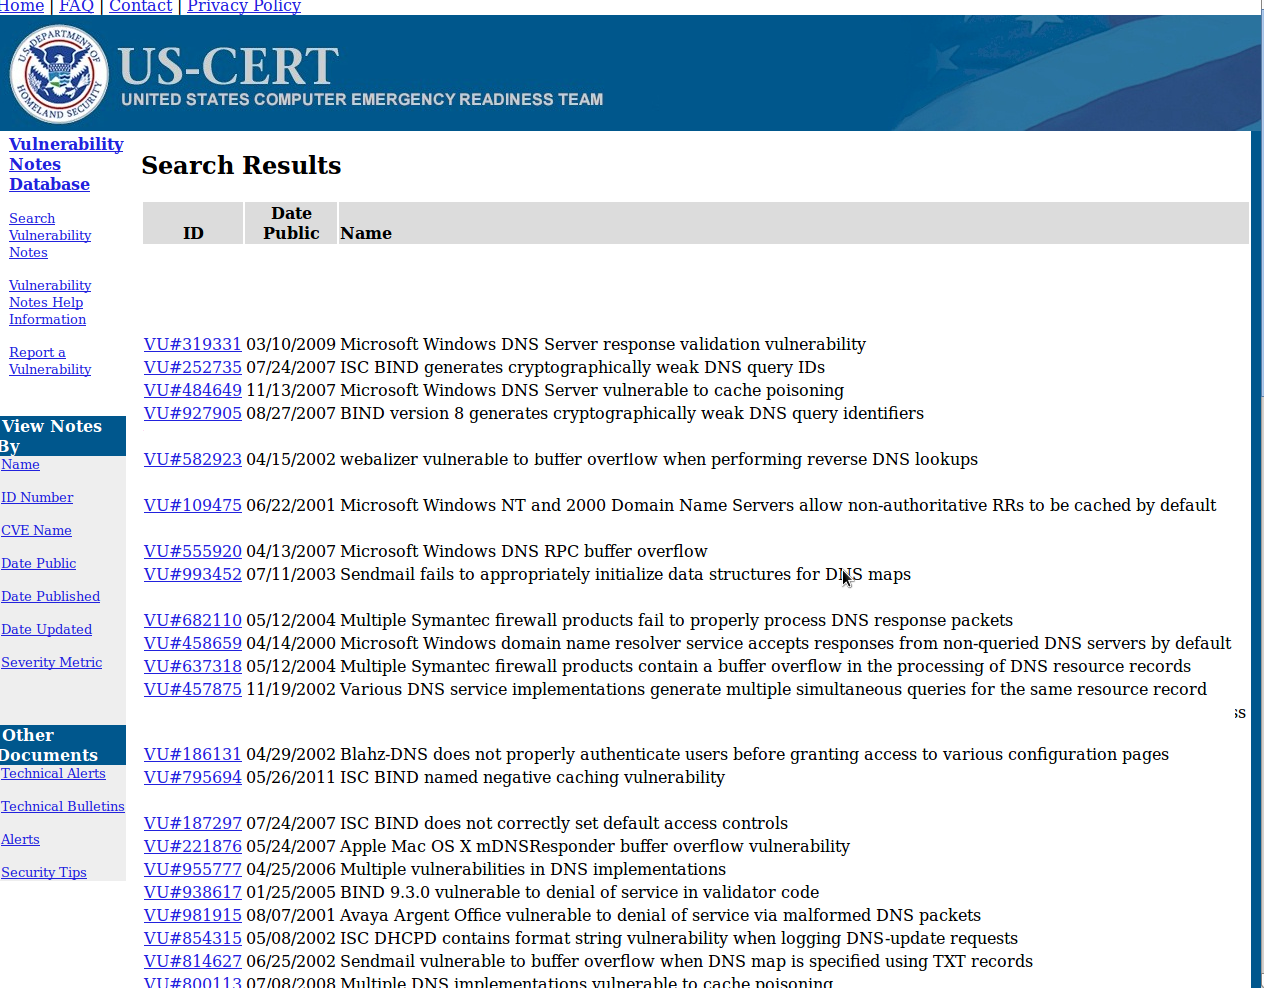 Home | FAQ | Contact | Privacy Policy
U.S. DEPARTMENT OF HOMELAND SECURITY
US-CERT
UNITED STATES COMPUTER EMERGENCY READINESS TEAM
Vulnerability
Notes
Database
Search
Vulnerability
Notes
Vulnerability
Notes Help
Information
Report a
Vulnerability
View Notes
By
Name
ID Number
CVE Name
Date Public
Date Published
Date Updated
Severity Metric
Other
Documents
Technical Alerts
Technical Bulletins
Alerts
Security Tips
Search Results
ID Date Public Name
VU#319331 03/10/2009 Microsoft Windows DNS Server response validation vulnerability
VU#252735 07/24/2007 ISC BIND generates cryptographically weak DNS query IDs
VU#484649 11/13/2007 Microsoft Windows DNS Server vulnerable to cache poisoning
VU#927905 08/27/2007 BIND version 8 generates cryptographically weak DNS query identifiers
VU#582923 04/15/2002 webalizer vulnerable to buffer overflow when performing reverse DNS lookups
VU#109475 06/22/2001 Microsoft Windows NT and 2000 Domain Name Servers allow non-authoritative RRs to be cached by default
VU#555920 04/13/2007 Microsoft Windows DNS RPC buffer overflow
VU#993452 07/11/2003 Sendmail fails to appropriately initialize data structures for DNS maps
VU#682110 05/12/2004 Multiple Symantec firewall products fail to properly process DNS response packets
VU#458659 04/14/2000 Microsoft Windows domain name resolver service accepts responses from non-queried DNS servers by default
VU#637318 05/12/2004 Multiple Symantec firewall products contain a buffer overflow in the processing of DNS resource records
VU#457875 11/19/2002 Various DNS service implementations generate multiple simultaneous queries for the same resource record
VU#186131 04/29/2002 Blahz-DNS does not properly authenticate users before granting access to various configuration pages
VU#795694 05/26/2011 ISC BIND named negative caching vulnerability
VU#187297 07/24/2007 ISC BIND does not correctly set default access controls
VU#221876 05/24/2007 Apple Mac OS X mDNSResponder buffer overflow vulnerability
VU#955777 04/25/2006 Multiple vulnerabilities in DNS implementations
VU#938617 01/25/2005 BIND 9.3.0 vulnerable to denial of service in validator code
VU#981915 08/07/2001 Avaya Argent Office vulnerable to denial of service via malformed DNS packets
VU#854315 05/08/2002 ISC DHCPD contains format string vulnerability when logging DNS-update requests
VU#814627 06/25/2002 Sendmail vulnerable to buffer overflow when DNS map is specified using TXT records
VU#800113 07/08/2008 Multiple DNS implementations vulnerable to cache poisoning